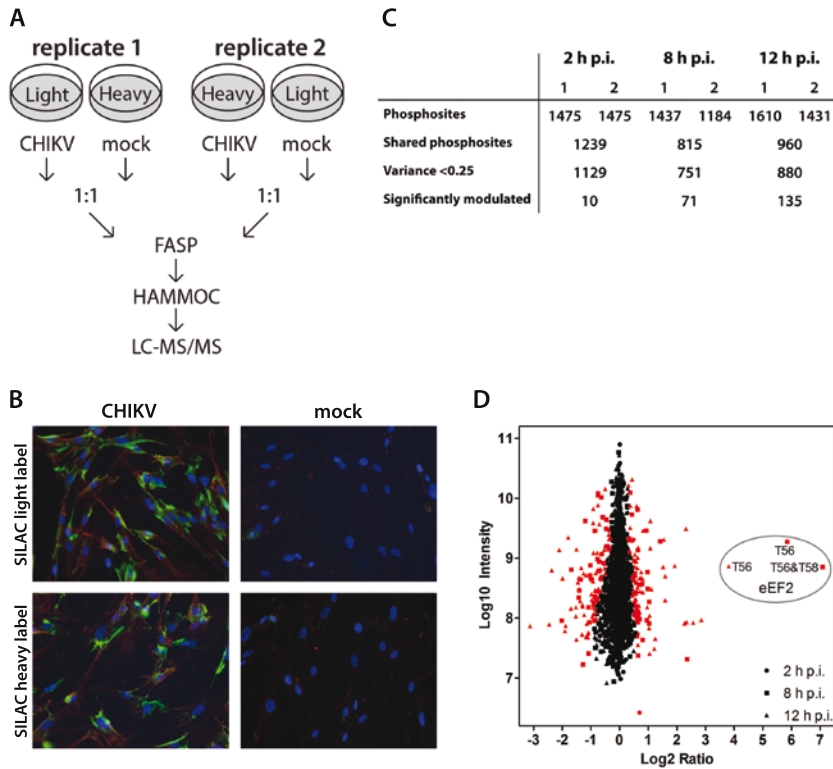 A
replicate 1 replicate 2
Light Heavy Heavy Light
CHIKV mock CHIKV mock
1:1 1:1
FASP
HAMMOC
LC-MS/MS
B
CHIKV mock
SILAC light label
SILAC heavy label
C
2 h p.i. 8 h p.i. 12 h p.i.
1 2 1 2 1 2
Phosphosites 1475 1475 1437 1184 1610 1431
Shared phosphosites 1239 815 960
Variance <0.25 1129 751 880
Significantly modulated 10 71 135
D
Log10 Intensity
11
10
9
8
7
T56
T56 T56&T58
eEF2
2 h p.i.
8 h p.i.
12 h p.i.
-3 -2 -1 0 1 2 3 4 5 6 7
Log2 Ratio